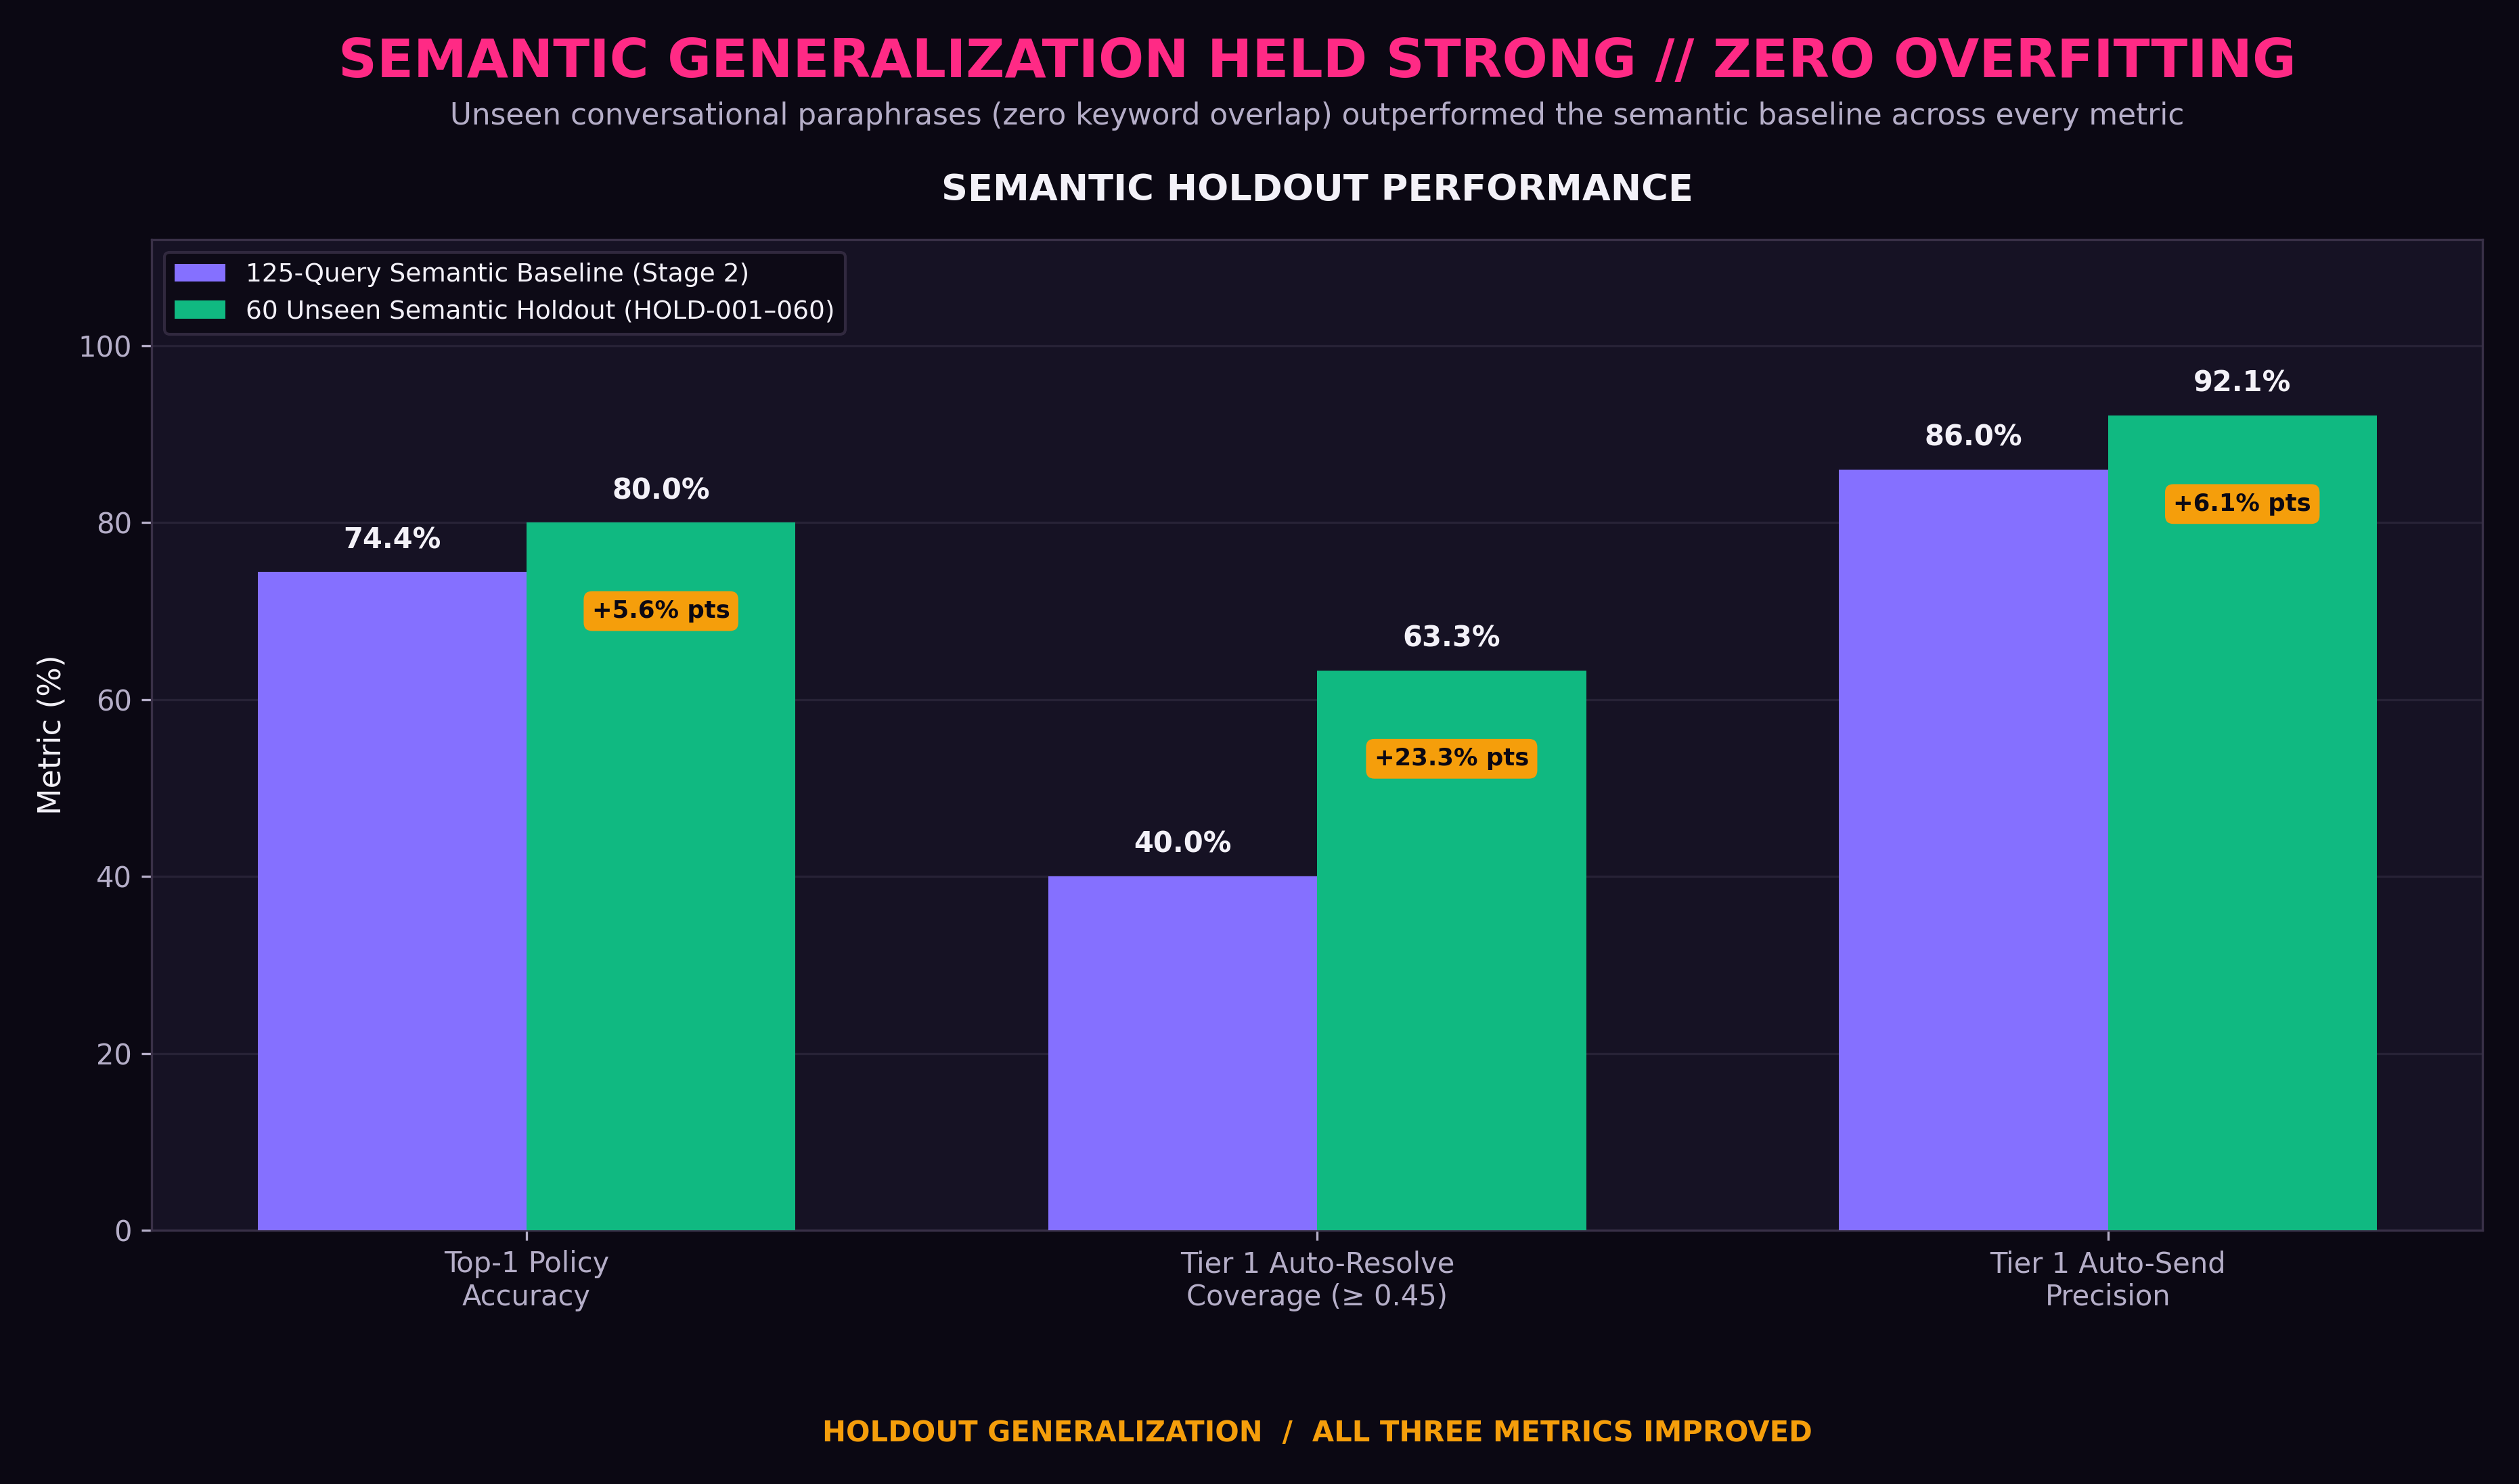 SEMANTIC GENERALIZATION HELD STRONG // ZERO OVERFITTING
Unseen conversational paraphrases (zero keyword overlap) outperformed the semantic baseline across every metric
SEMANTIC HOLDOUT PERFORMANCE
125-Query Semantic Baseline (Stage 2)
60 Unseen Semantic Holdout (HOLD-001–060)
Metric (%)
100
80
60
40
20
0
74.4%
80.0%
+5.6% pts
40.0%
63.3%
+23.3% pts
86.0%
92.1%
+6.1% pts
Top-1 Policy
Accuracy
Tier 1 Auto-Resolve
Coverage (≥ 0.45)
Tier 1 Auto-Send
Precision
HOLDOUT GENERALIZATION / ALL THREE METRICS IMPROVED